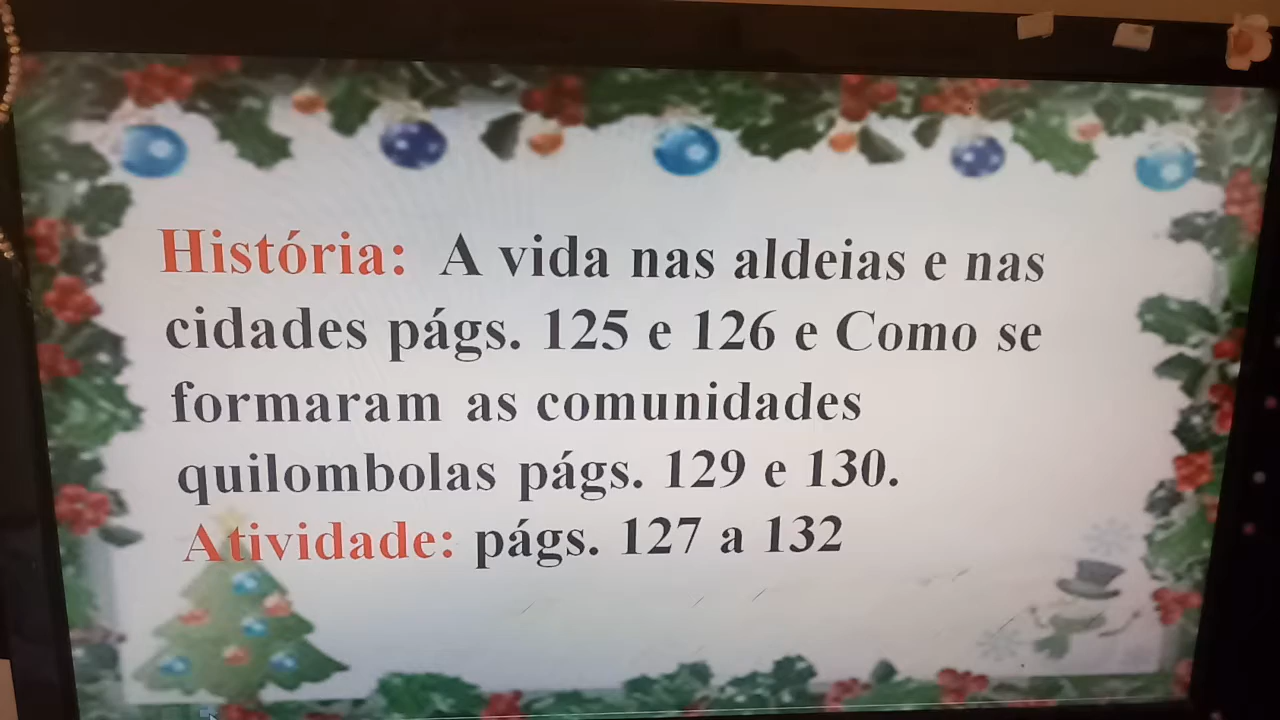 História: A vida nas aldeias e nas
cidades págs. 125 e 126 e Como se
formaram as comunidades
quilombolas págs. 129 e 130.
Atividade: págs. 127 a 132